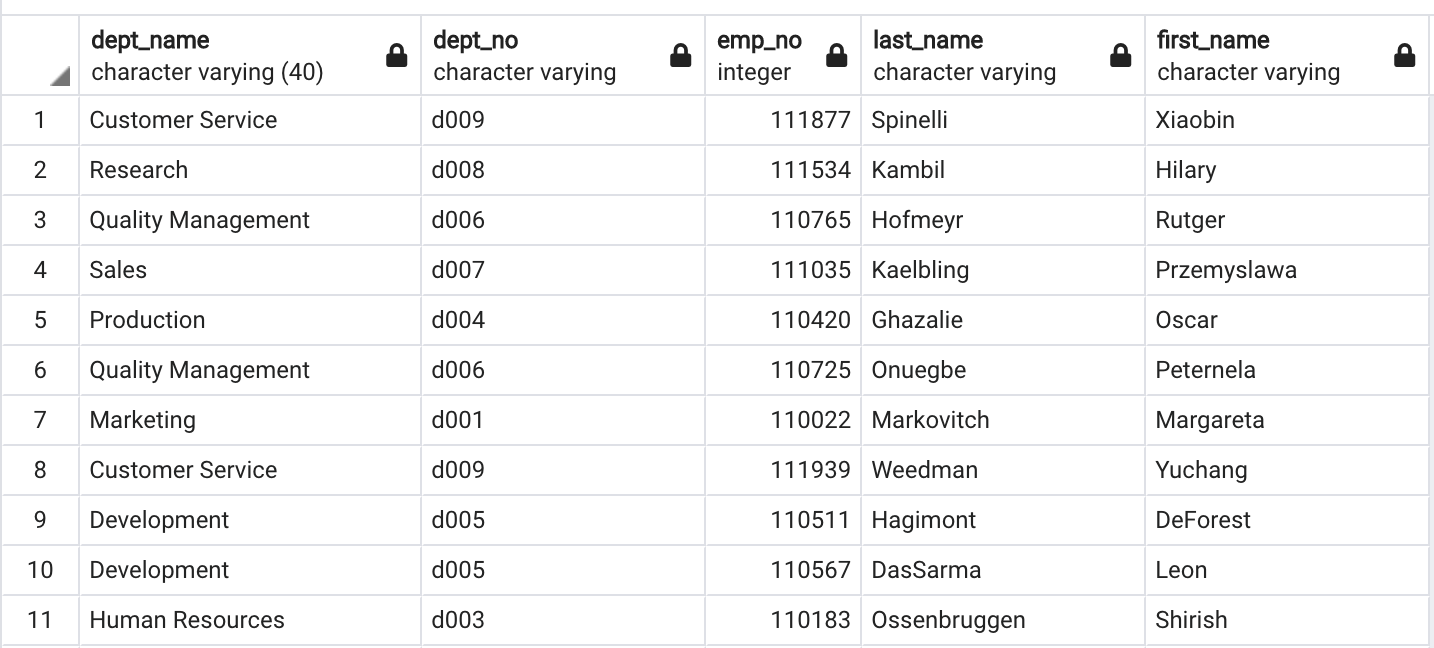 dept_name dept_no emp_no last_name first_name
character varying (40) character varying integer character varying character varying
1 Customer Service d009 111877 Spinelli Xiaobin
2 Research d008 111534 Kambil Hilary
3 Quality Management d006 110765 Hofmeyr Rutger
4 Sales d007 111035 Kaelbling Przemyslawa
5 Production d004 110420 Ghazalie Oscar
6 Quality Management d006 110725 Onuegbe Peternela
7 Marketing d001 110022 Markovitch Margareta
8 Customer Service d009 111939 Weedman Yuchang
9 Development d005 110511 Hagimont DeForest
10 Development d005 110567 DasSarma Leon
11 Human Resources d003 110183 Ossenbruggen Shirish